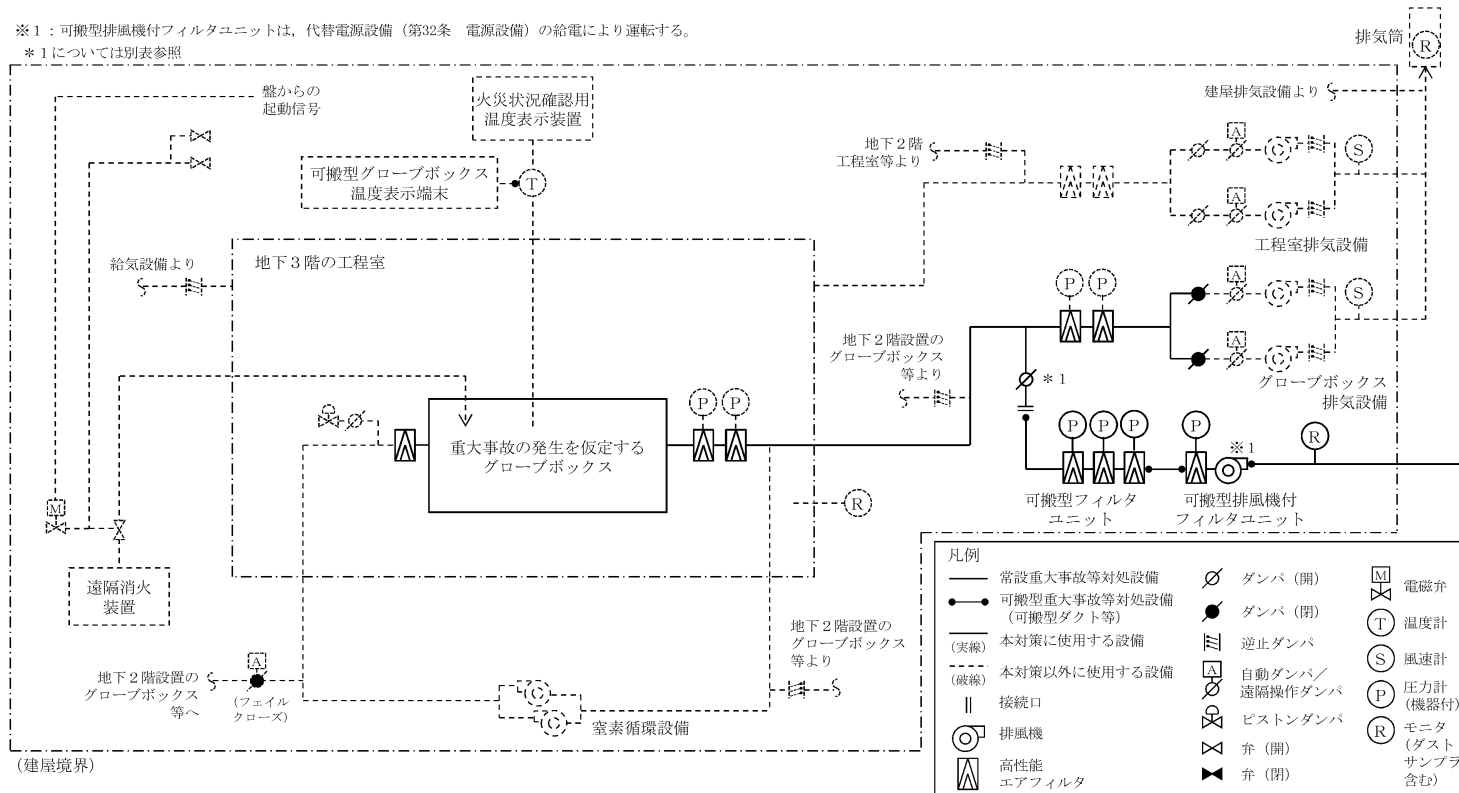 ※１：可搬型排風機付フィルタユニットは，代替電源設備（第32条　電源設備）の給電により運転する。
＊１については別表参照
排気筒
R
盤からの
起動信号
火災状況確認用
温度表示装置
建屋排気設備より
可搬型グローブボックス
温度表示端末
T
地下２階
工程室等より
A
S
A
工程室排気設備
給気設備より
地下３階の工程室
P
P
A
S
地下２階設置の
グローブボックス
等より
A
＊１
グローブボックス
排気設備
P
P
重大事故の発生を仮定する
グローブボックス
P
P
P
P
※１
R
可搬型フィルタ
ユニット
可搬型排風機付
フィルタユニット
R
M
遠隔消火
装置
地下２階設置の
グローブボックス
等へ
A
（フェイル
クローズ）
地下２階設置の
グローブボックス
等より
窒素循環設備
（建屋境界）
凡例
常設重大事故等対処設備
可搬型重大事故等対処設備
（可搬型ダクト等）
（実線）
本対策に使用する設備
（破線）
本対策以外に使用する設備
接続口
排風機
高性能
エアフィルタ
ダンパ（開）
ダンパ（閉）
逆止ダンパ
A
自動ダンパ／
遠隔操作ダンパ
ピストンダンパ
弁（開）
弁（閉）
M
電磁弁
T
温度計
S
風速計
P
圧力計
（機器付）
R
モニタ
（ダスト
サンプラ
含む）